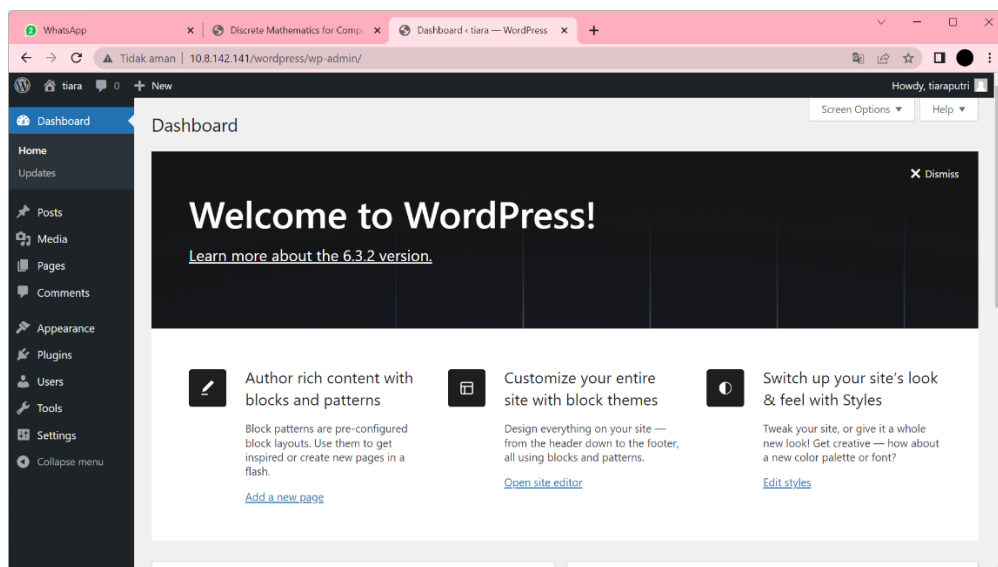 2 WhatsApp
Discrete Mathematics for Comp
Dashboard ‹ tiara — WordPress
Tidak aman 10.8.142.141/wordpress/wp-admin/
tiara 0 New
Howdy, tiaraputri
Dashboard
Home
Updates
Posts
Media
Pages
Comments
Appearance
Plugins
Users
Tools
Settings
Collapse menu
Screen Options
Help
Dashboard
Dismiss
Welcome to WordPress!
Learn more about the 6.3.2 version.
Author rich content with
blocks and patterns
Block patterns are pre-configured
block layouts. Use them to get
inspired or create new pages in a
flash.
Add a new page
Customize your entire
site with block themes
Design everything on your site —
from the header down to the footer,
all using blocks and patterns.
Open site editor
Switch up your site’s look
& feel with Styles
Tweak your site, or give it a whole
new look! Get creative — how about
a new color palette or font?
Edit styles